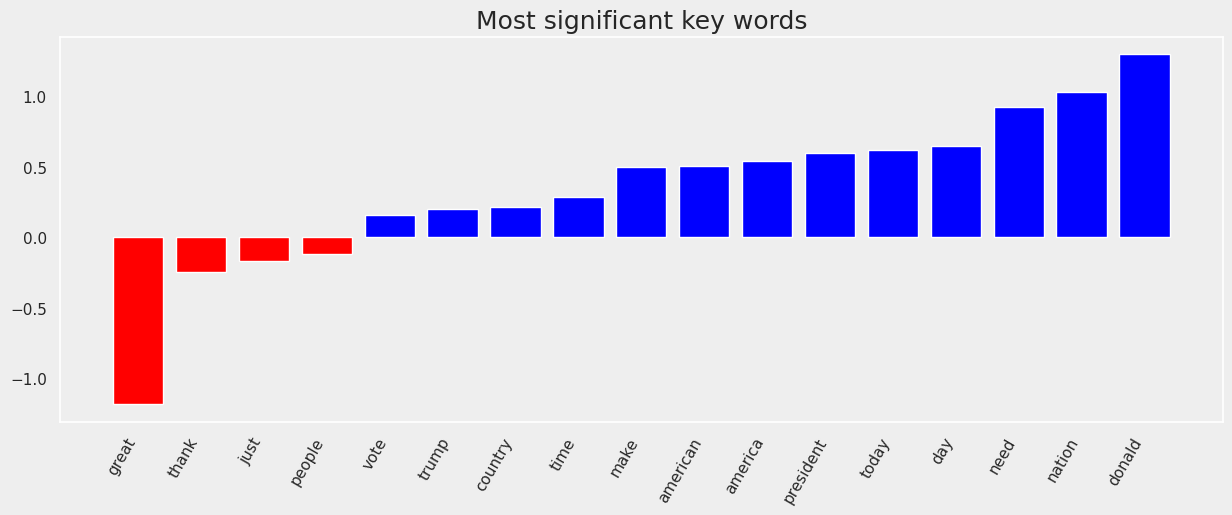 Most significant key words
1.0
0.5
0.0
−0.5
−1.0
great
thank
just
people
vote
trump
country
time
make
american
america
president
today
day
need
nation
donald